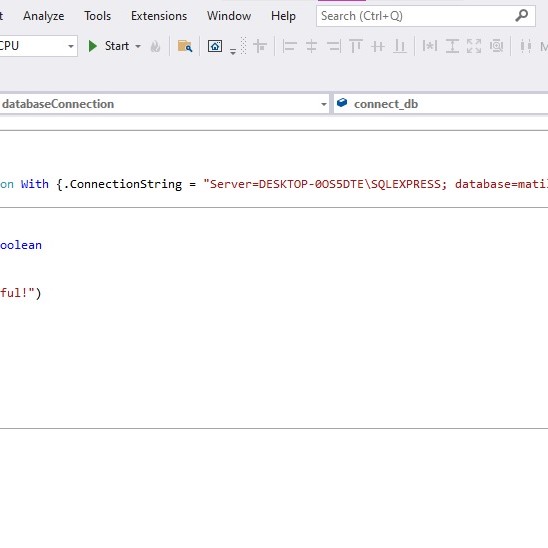 t Analyze Tools Extensions Window Help Search (Ctrl+Q)
CPU Start
databaseConnection connect_db
on With {.ConnectionString = "Server=DESKTOP-0OS5DTE\SQLEXPRESS; database=matil
oolean
ful!")